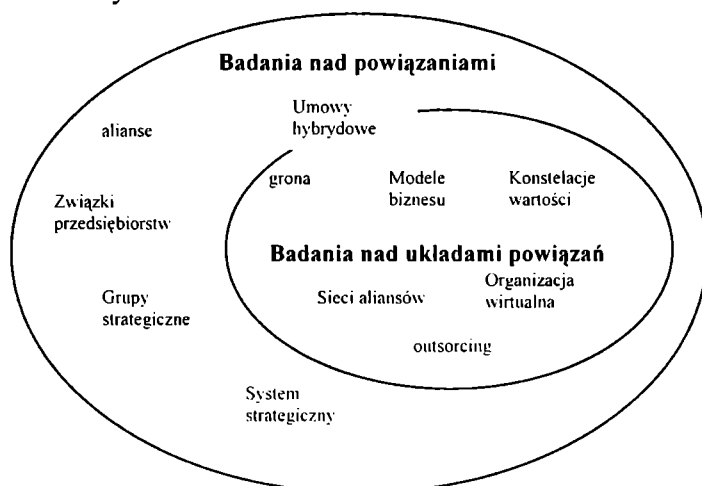 Badania nad powiązaniami
Umowy
hybrydowe
alianse
grona
Modele
biznesu
Konstelacje
wartości
Związki
przedsiębiorstw
Badania nad układami powiązań
Organizacja
wirtualna
Sieci aliansów
Grupy
strategiczne
outsorcing
System
strategiczny